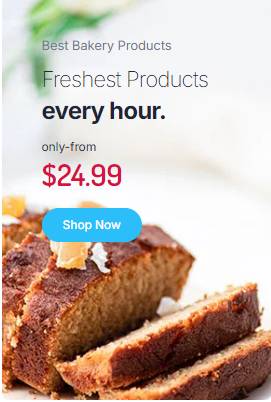 Best Bakery Products
Freshest Products
every hour.
only-from
$24.99
Shop Now